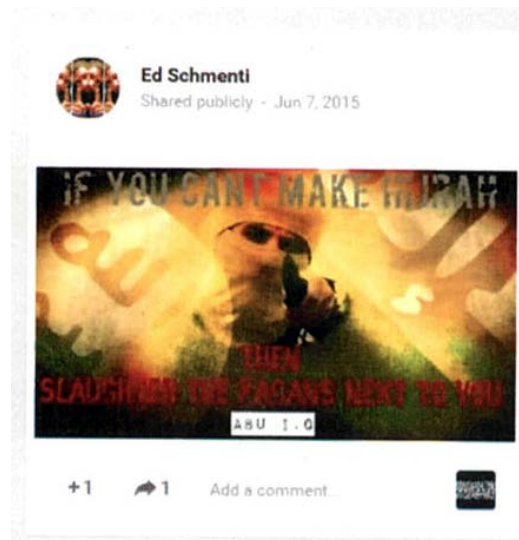 Ed Schmenti
Shared publicly - Jun 7, 2015
IF YOU CANT MAKE HIJRAH
THEN
SLAUGHTER THE PAGANS NEXT TO YOU
ABU I.Q
+1 1 Add a comment...